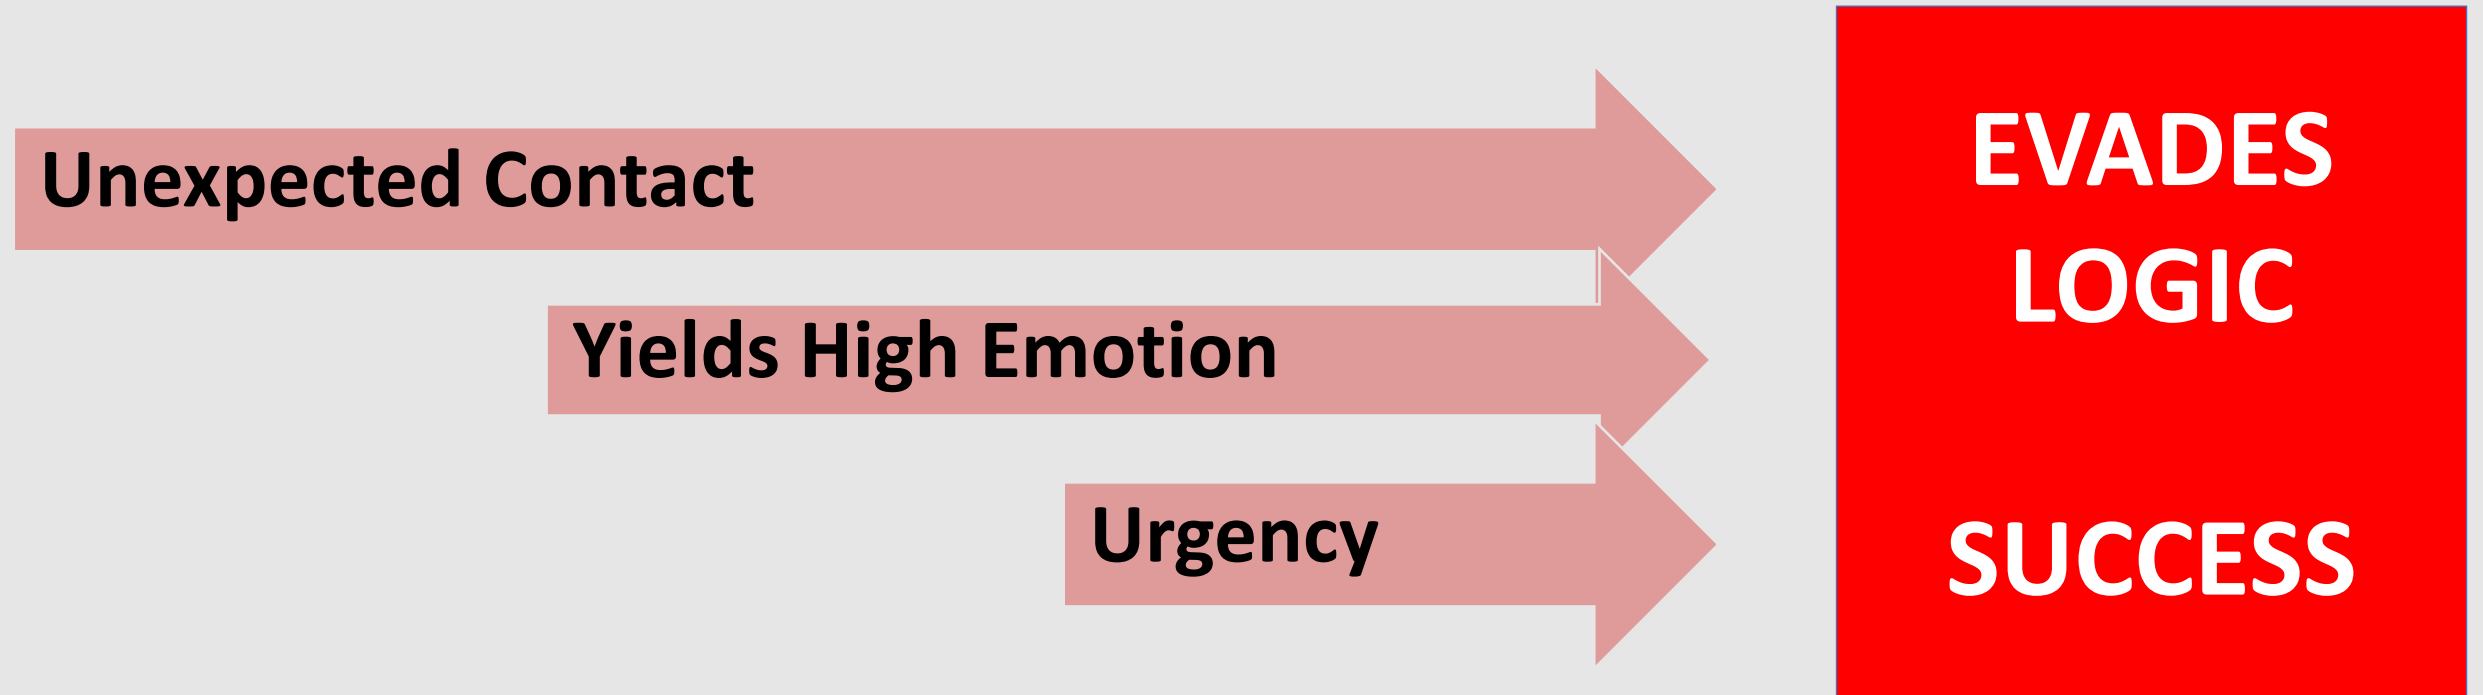 Unexpected Contact
Yields High Emotion
Urgency
EVADES
LOGIC
SUCCESS